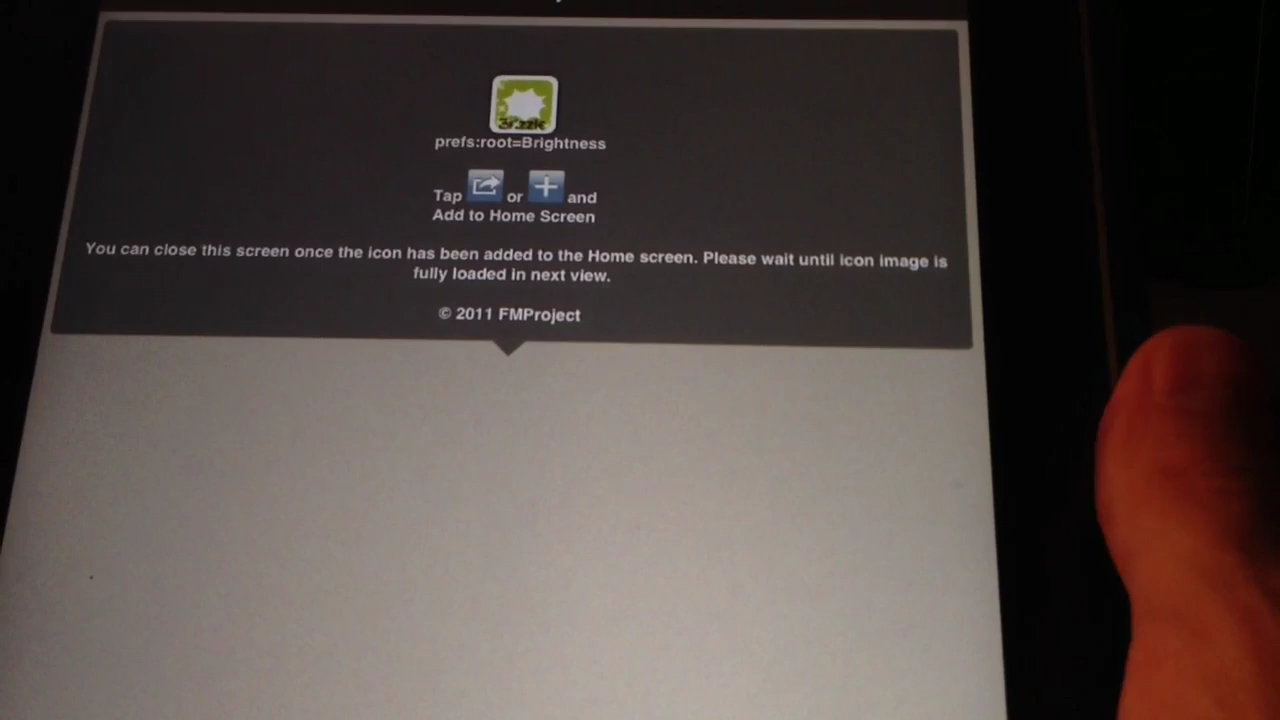 prefs:root=Brightness
Tap or and
Add to Home Screen
You can close this screen once the icon has been added to the Home screen. Please wait until icon image is
fully loaded in next view.
© 2011 FMProject